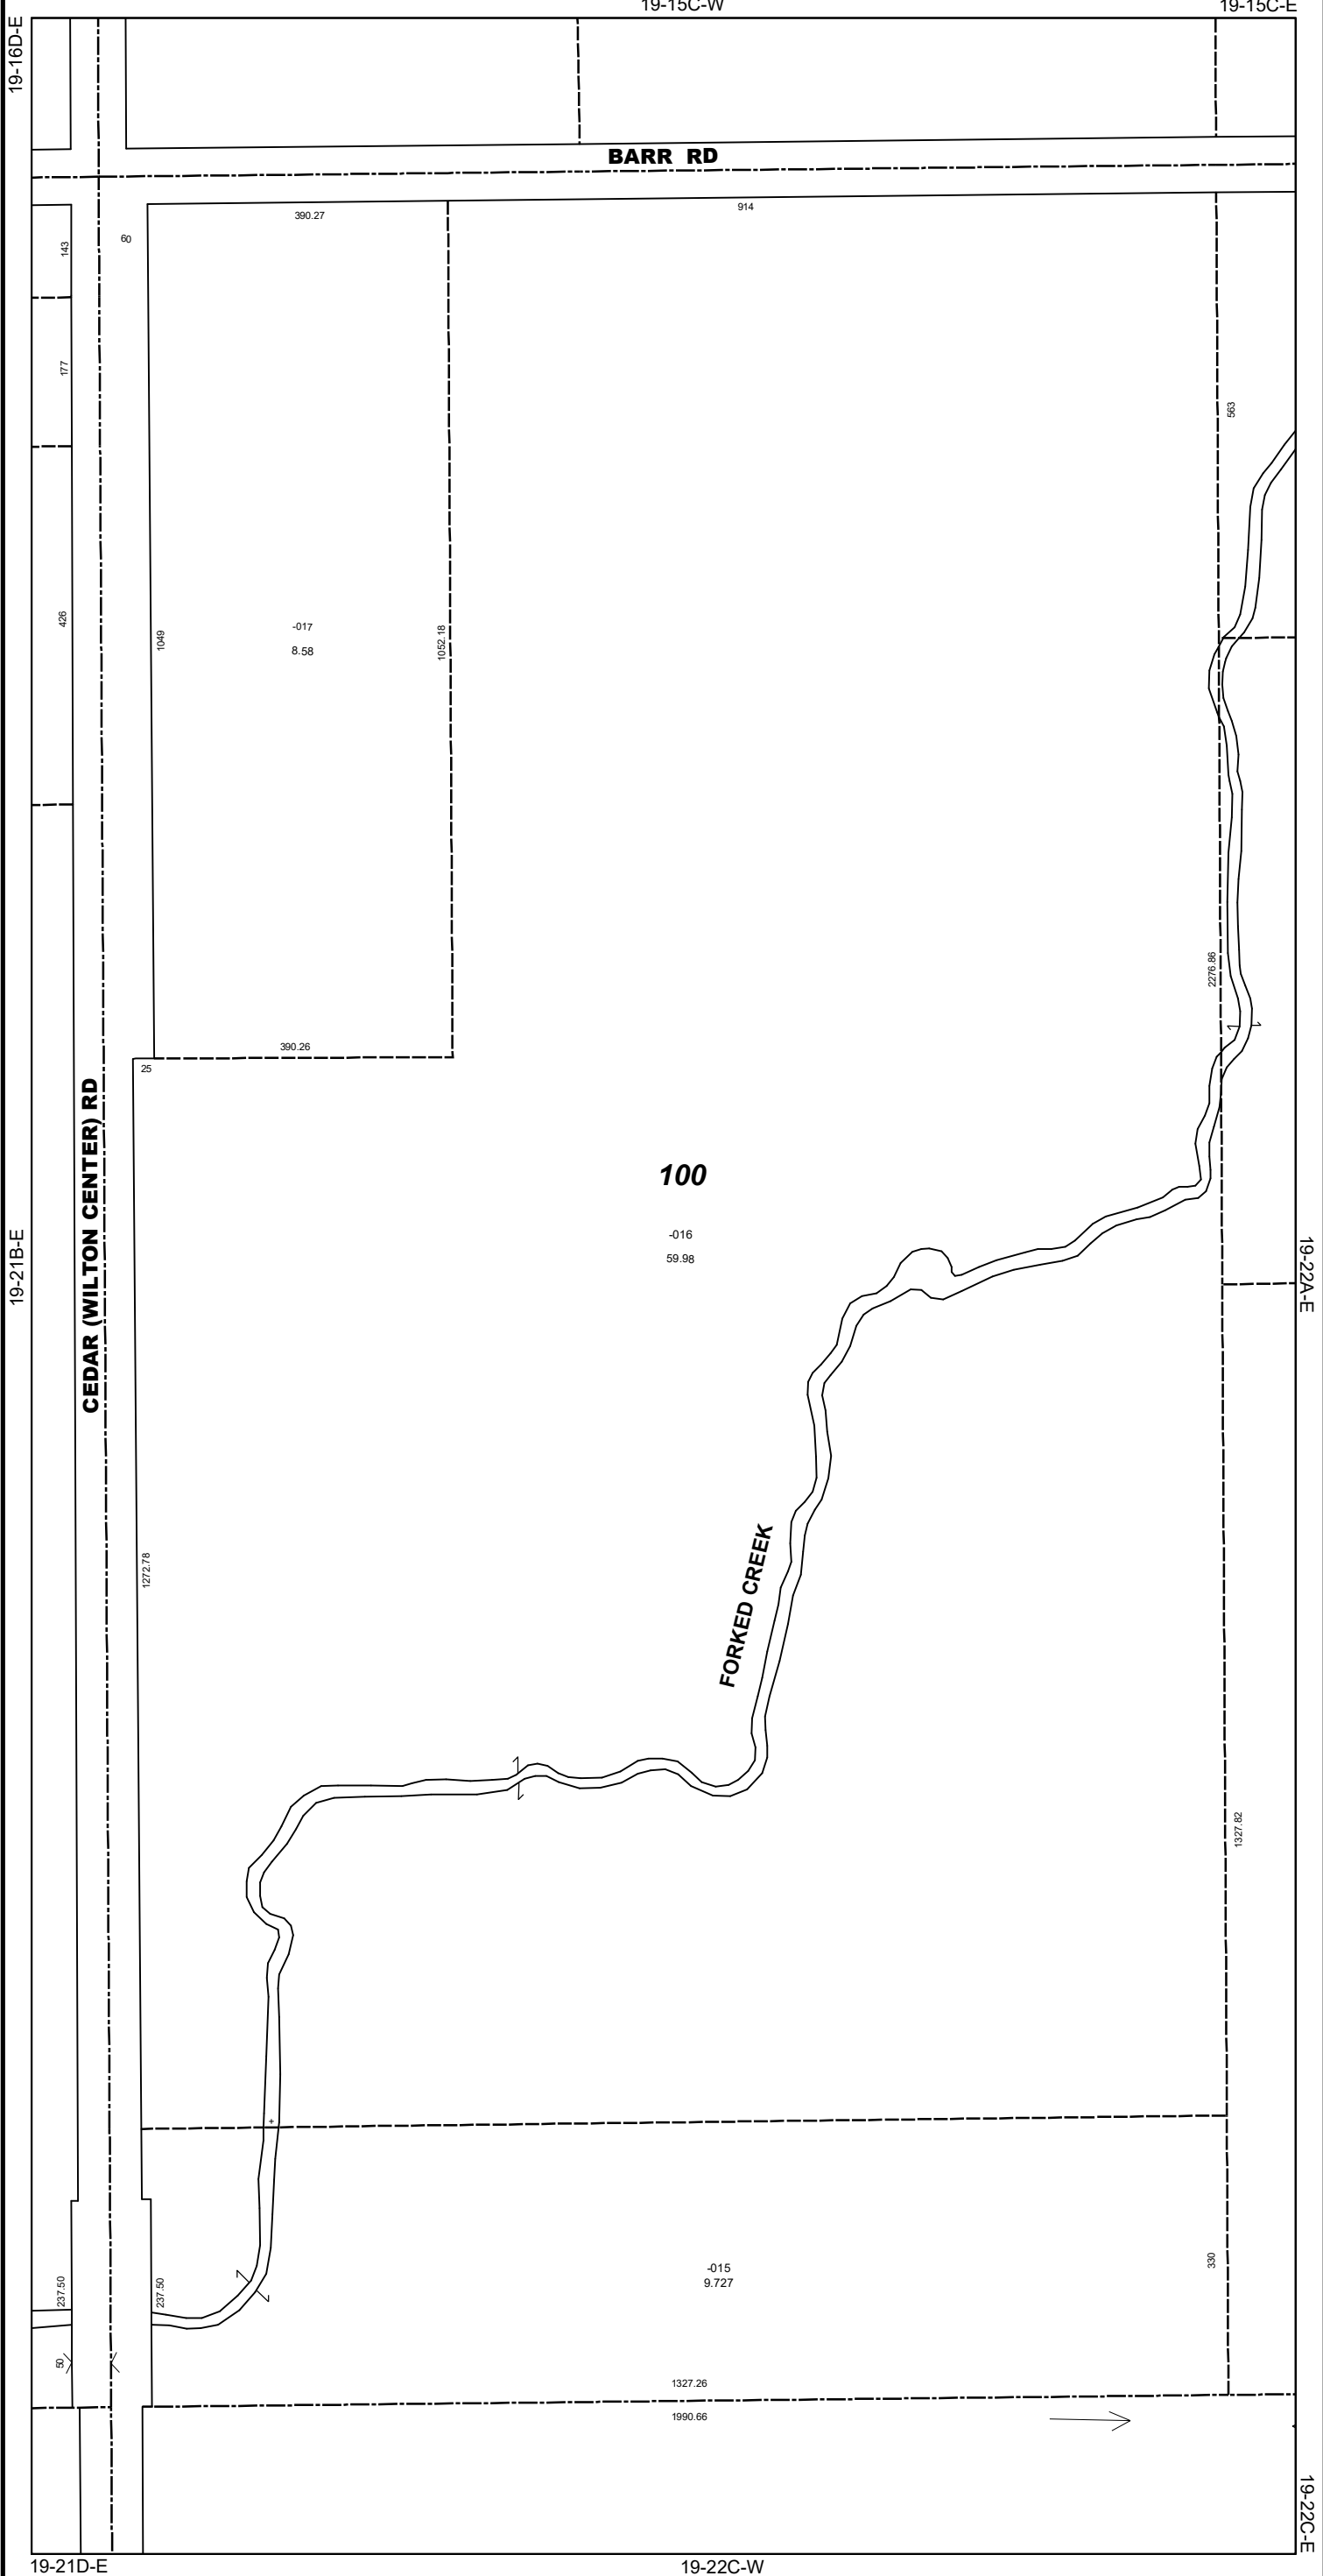 19-15C-W
19-15C-E
19-16D-E
BARR RD
390.27
914
60
143
177
563
426
-017
8.58
1049
1052.18
2276.86
390.26
25
CEDAR (WILTON CENTER) RD
100
-016
59.98
19-21B-E
19-22A-E
1272.78
FORKED CREEK
1327.82
-015
9.727
330
237.50
237.50
50
1327.26
1990.66
19-22C-E
19-21D-E
19-22C-W